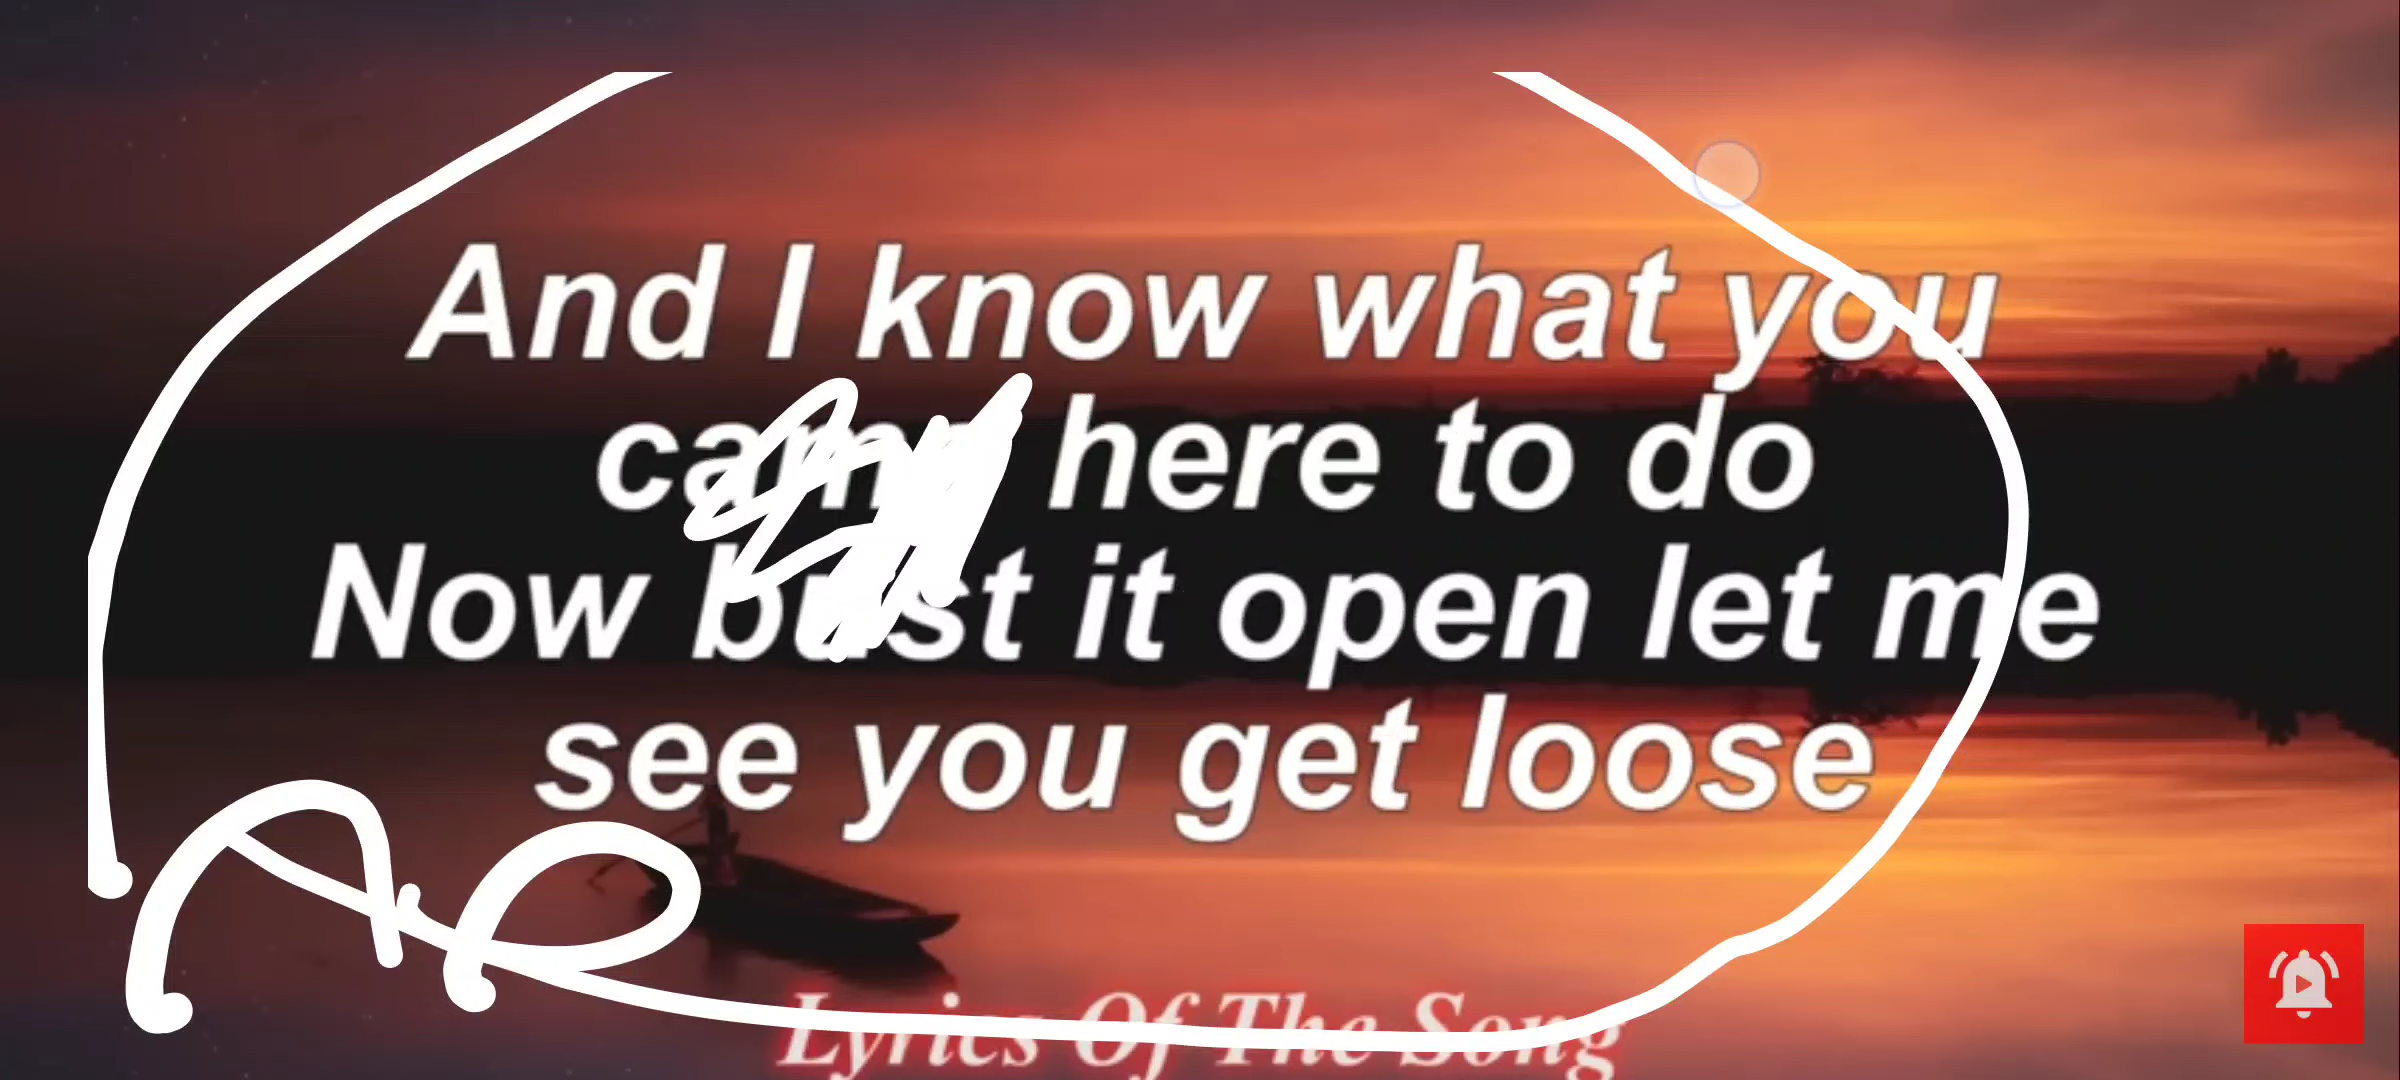 And I know what you
came here to do
Now bust it open let me
see you get loose
Lyrics Of The Song